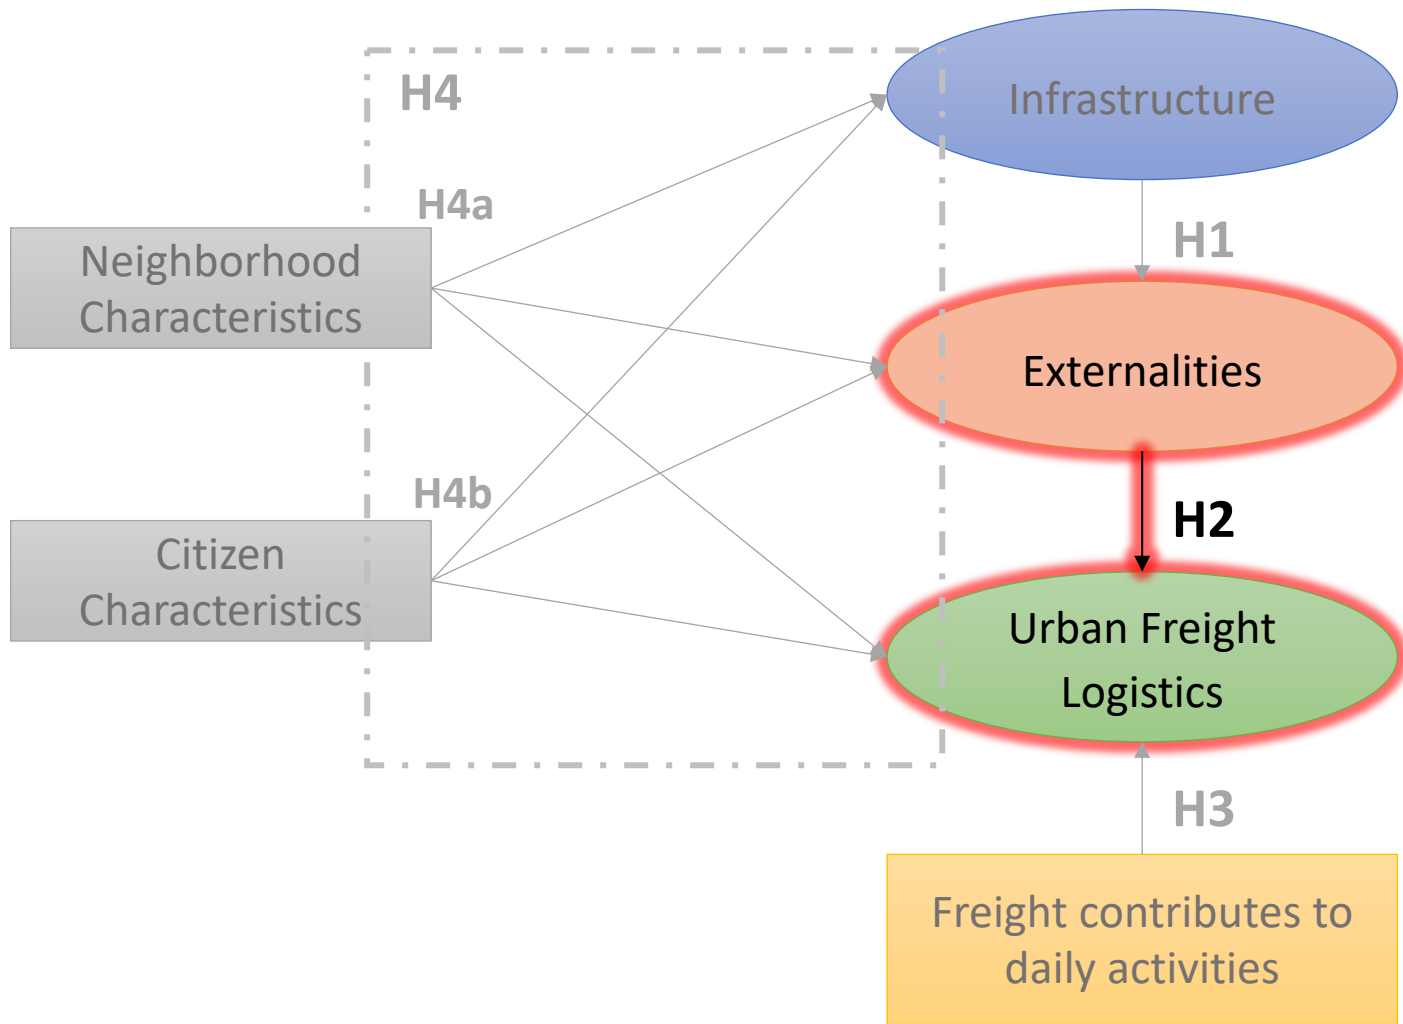 H4
Infrastructure
H4a
H1
Neighborhood
Characteristics
Externalities
H4b
H2
Citizen
Characteristics
Urban Freight
Logistics
H3
Freight contributes to
daily activities